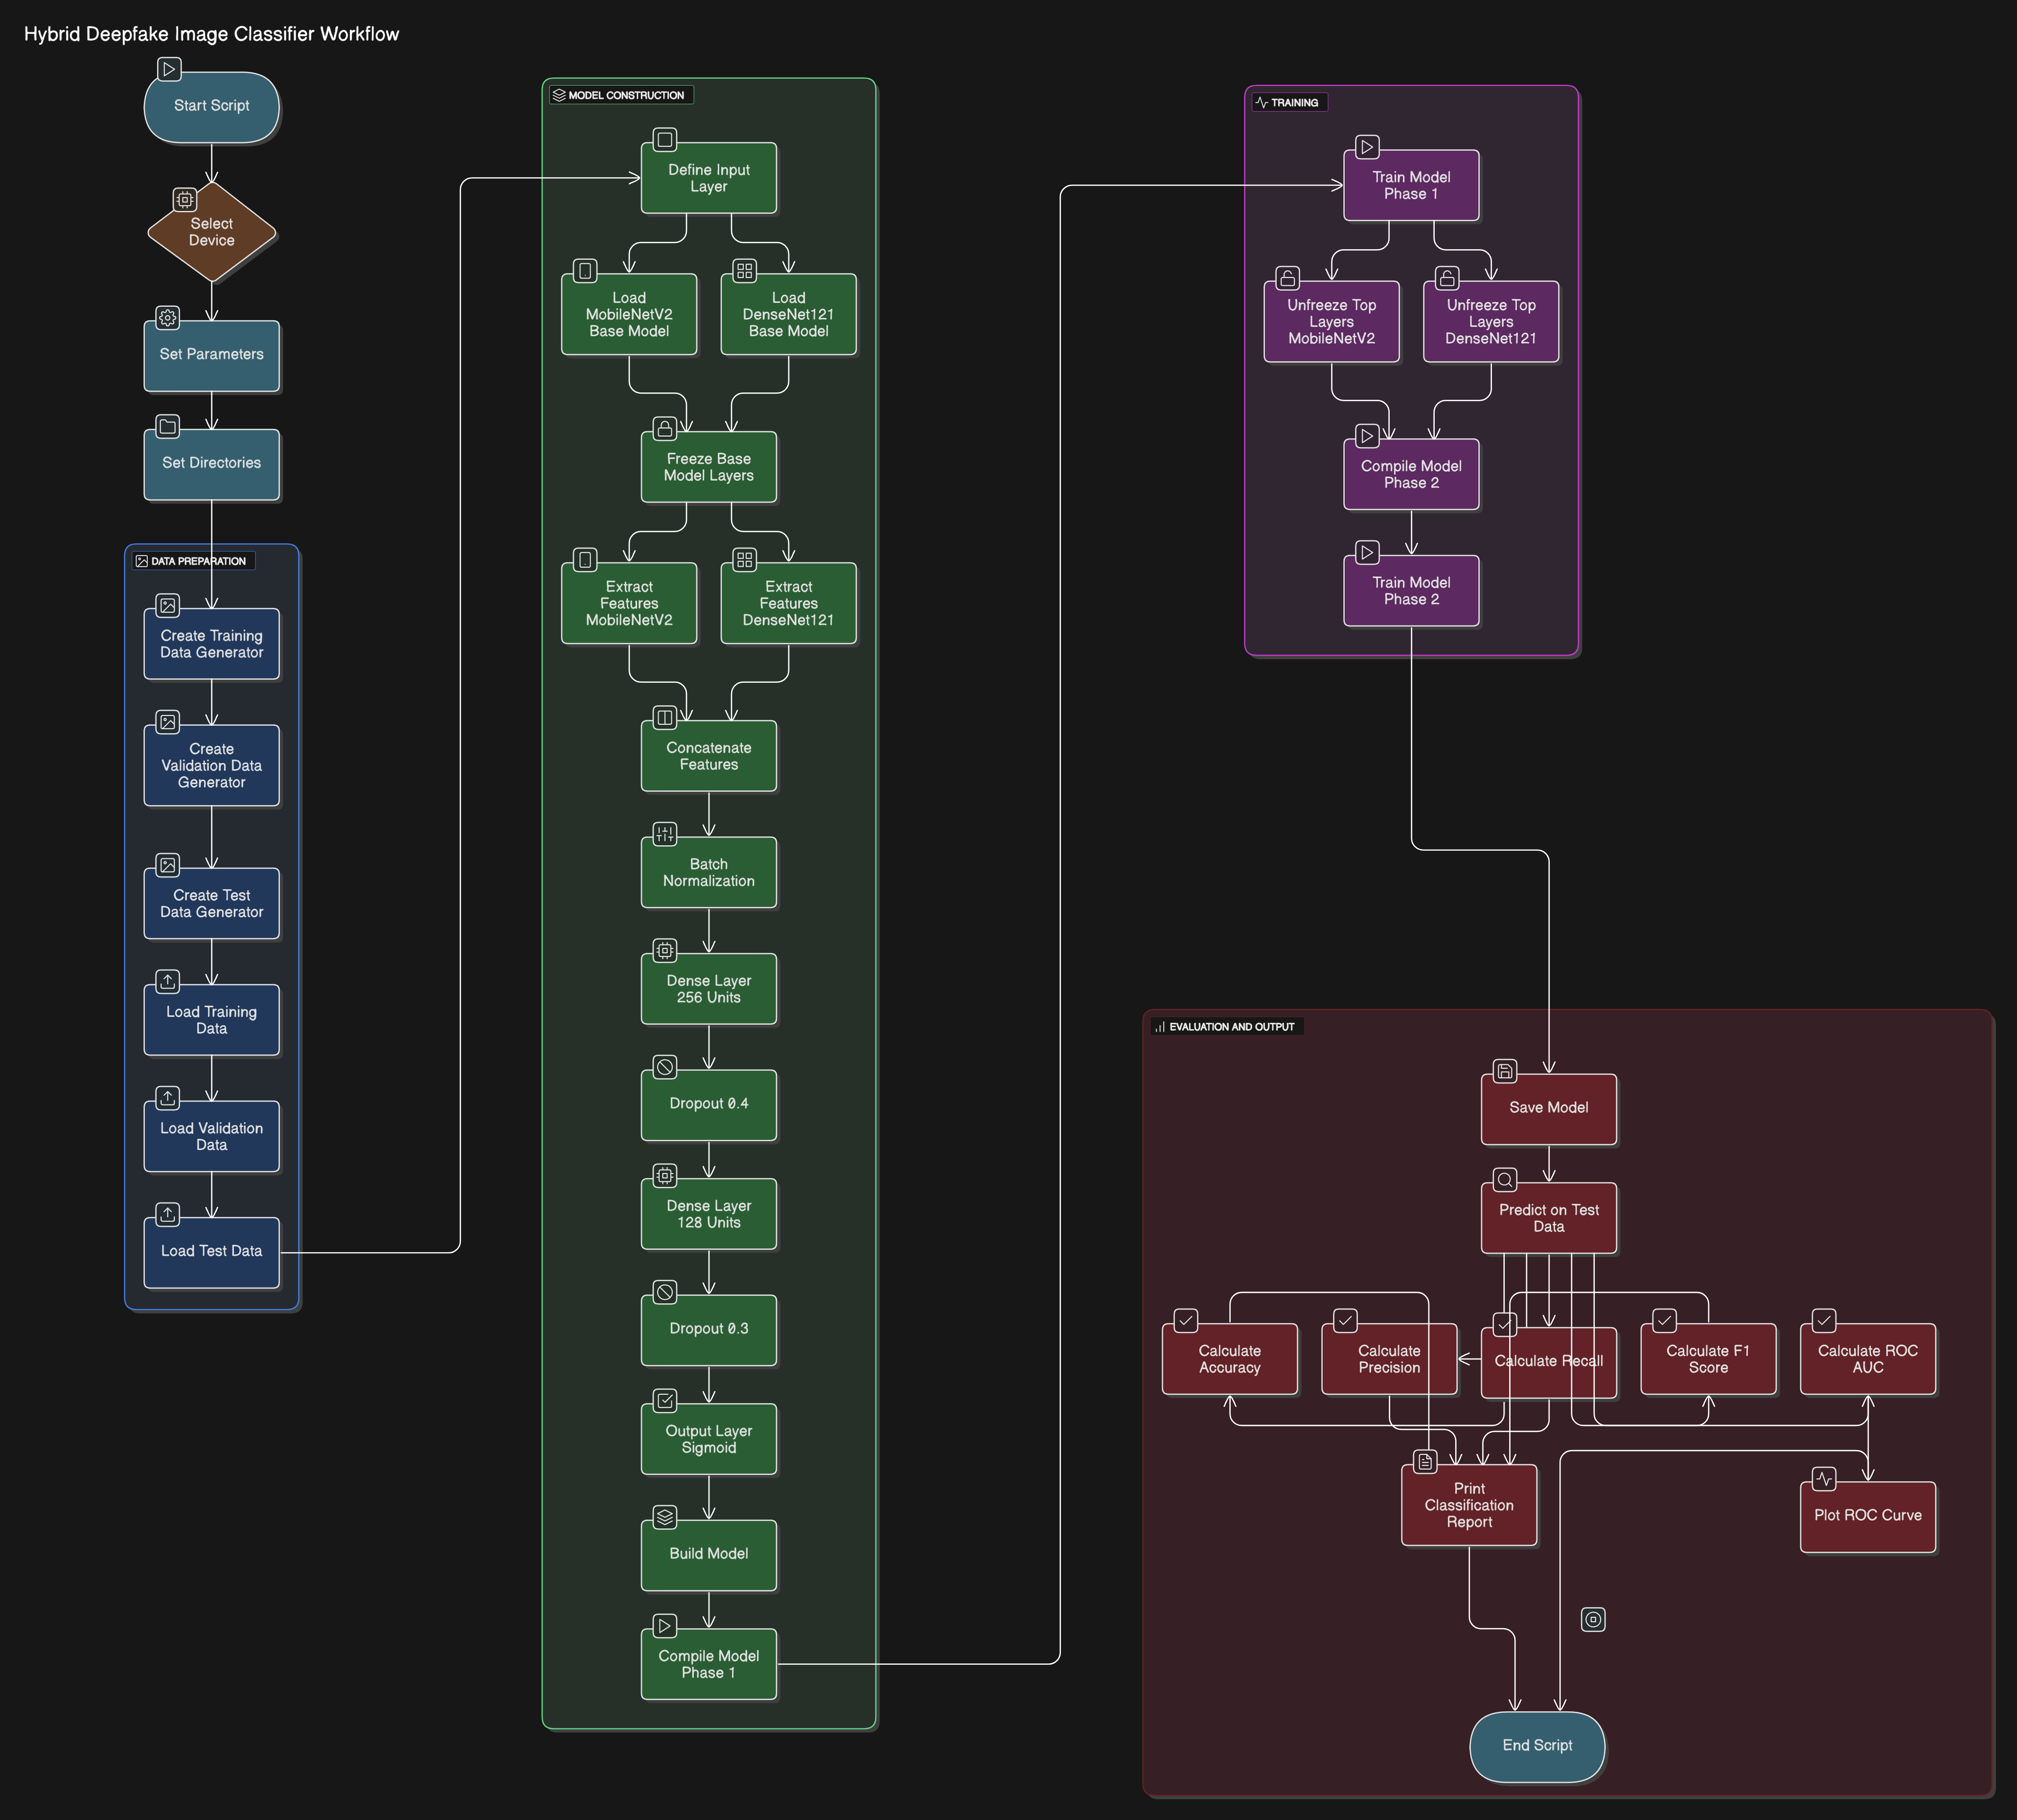 Hybrid Deepfake Image Classifier Workflow
Start Script
Select
Device
Set Parameters
Set Directories
DATA PREPARATION
Create Training
Data Generator
Create
Validation Data
Generator
Create Test
Data Generator
Load Training
Data
Load Validation
Data
Load Test Data
MODEL CONSTRUCTION
Define Input
Layer
Load
MobileNetV2
Base Model
Load
DenseNet121
Base Model
Freeze Base
Model Layers
Extract
Features
MobileNetV2
Extract
Features
DenseNet121
Concatenate
Features
Batch
Normalization
Dense Layer
256 Units
Dropout 0.4
Dense Layer
128 Units
Dropout 0.3
Output Layer
Sigmoid
Build Model
Compile Model
Phase 1
TRAINING
Train Model
Phase 1
Unfreeze Top
Layers
MobileNetV2
Unfreeze Top
Layers
DenseNet121
Compile Model
Phase 2
Train Model
Phase 2
EVALUATION AND OUTPUT
Save Model
Predict on Test
Data
Calculate
Accuracy
Calculate
Precision
Calculate Recall
Calculate F1
Score
Calculate ROC
AUC
Print
Classification
Report
Plot ROC Curve
End Script